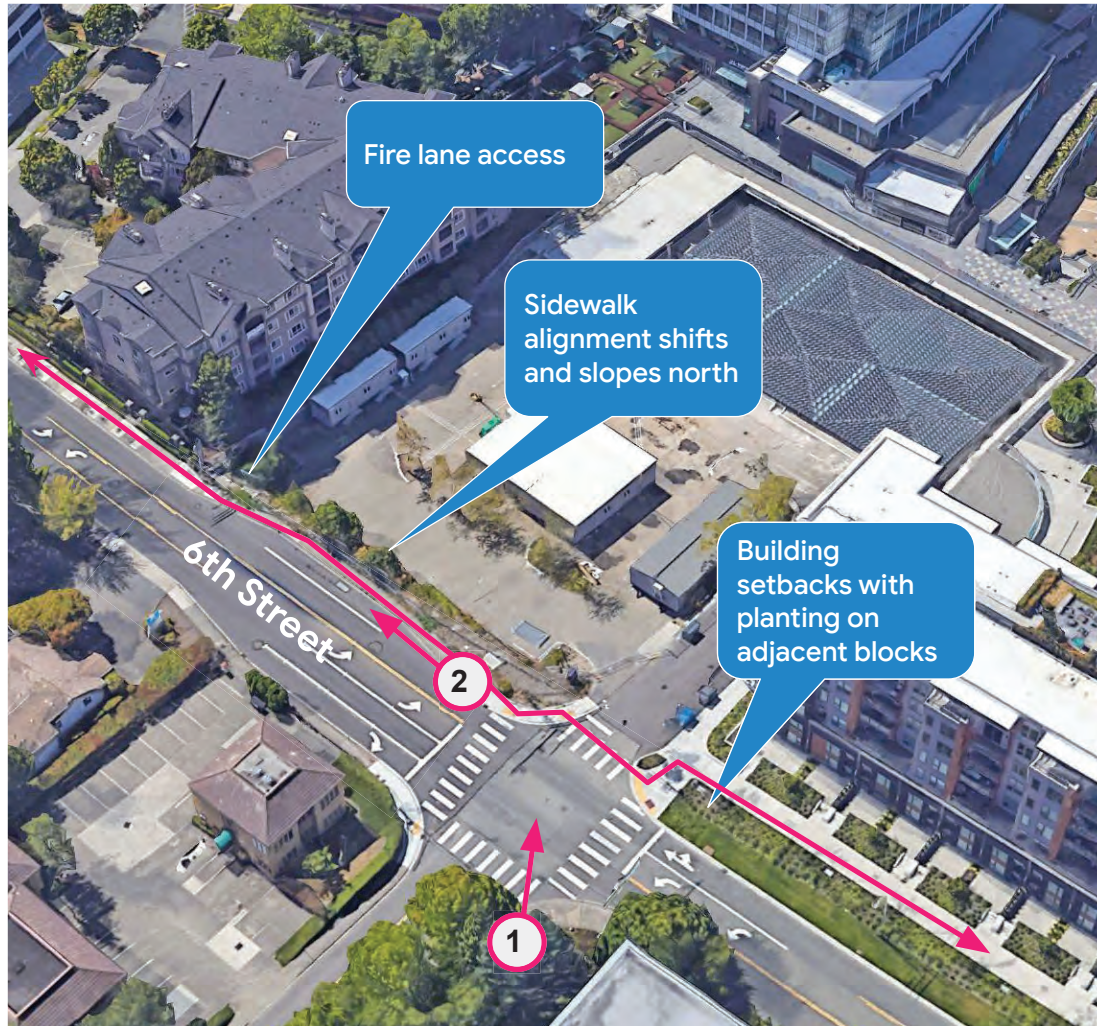 Fire lane access
Sidewalk
alignment shifts
and slopes north
Building
setbacks with
planting on
adjacent blocks
6th Street
2
1